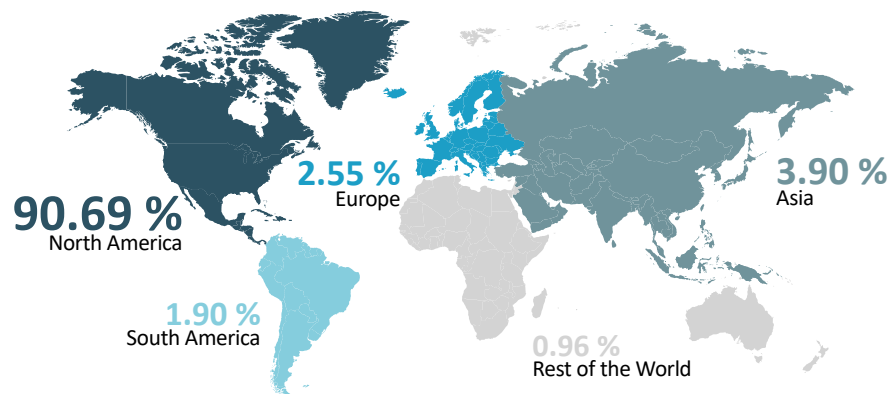 90.69 %
North America
2.55 %
Europe
3.90 %
Asia
1.90 %
South America
0.96 %
Rest of the World